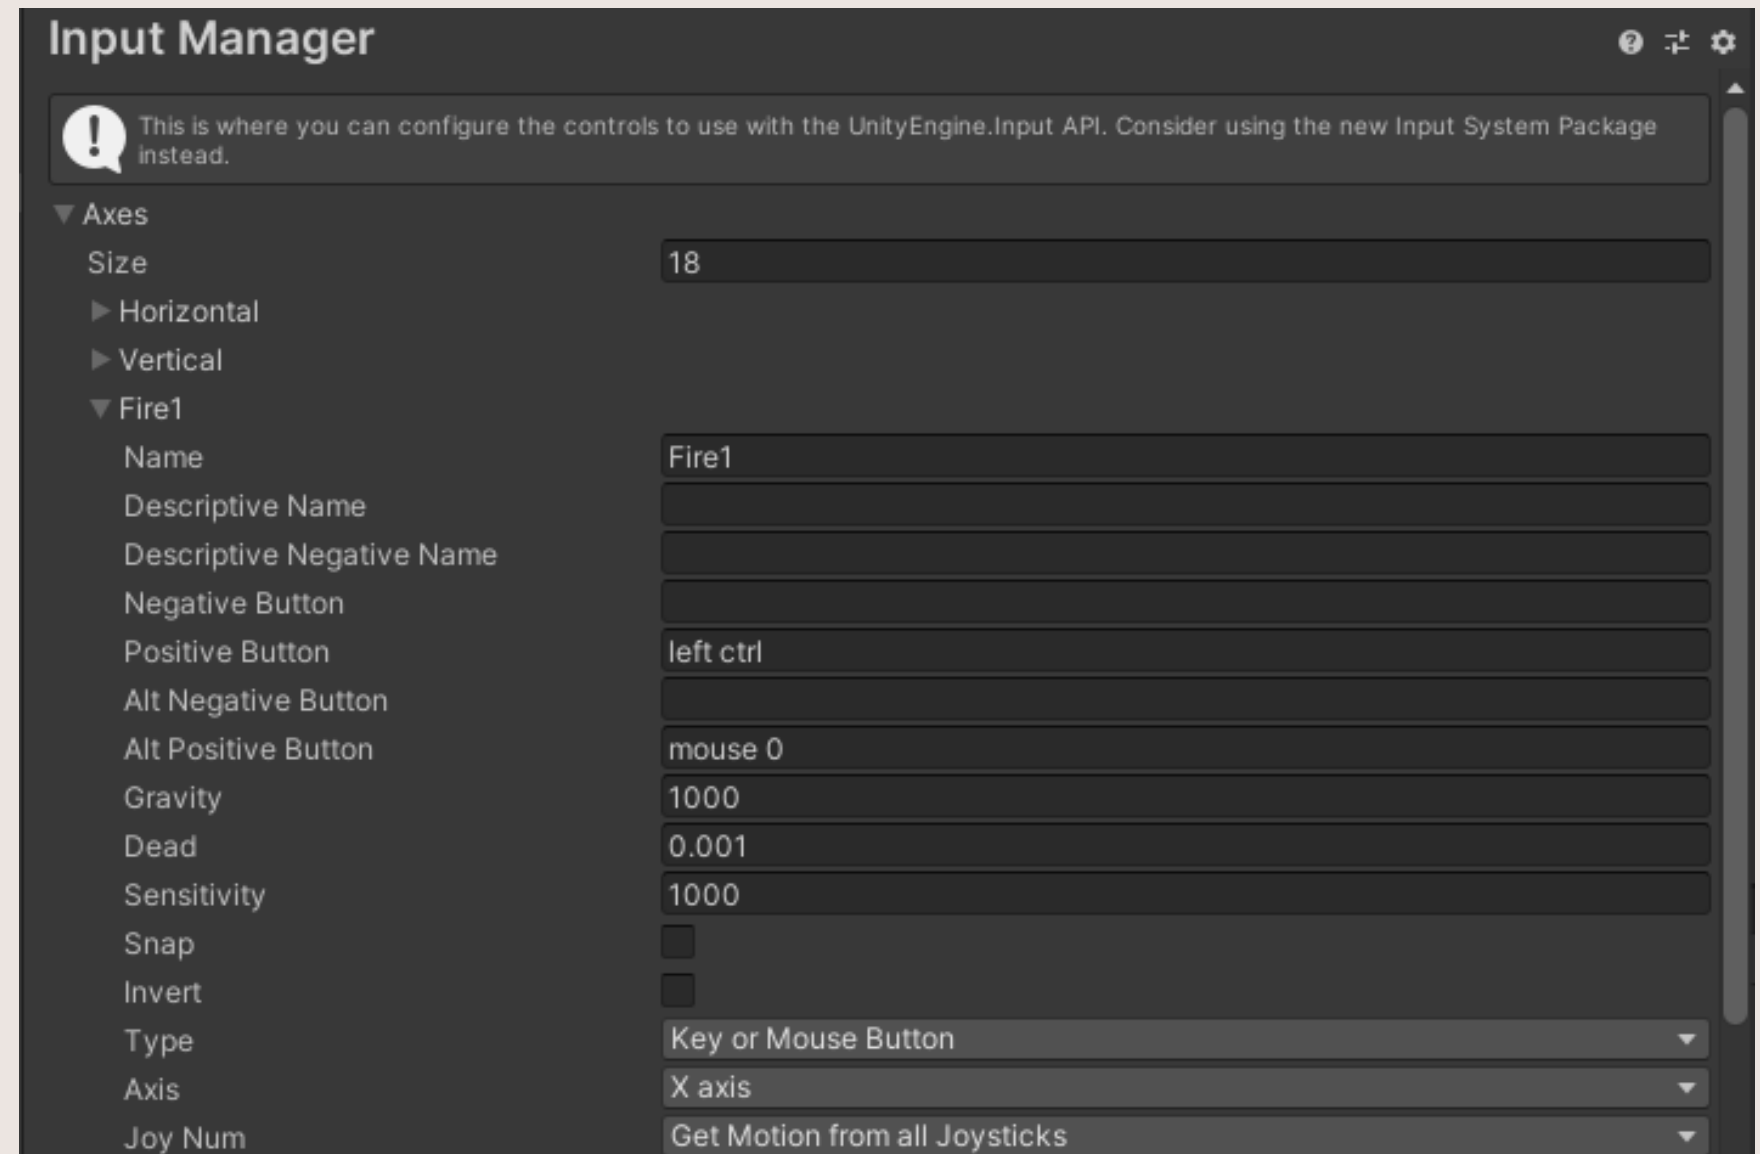 Input Manager
This is where you can configure the controls to use with the UnityEngine.Input API. Consider using the new Input System Package
instead.
Axes
Size 18
Horizontal
Vertical
Fire1
Name Fire1
Descriptive Name
Descriptive Negative Name
Negative Button
Positive Button left ctrl
Alt Negative Button
Alt Positive Button mouse 0
Gravity 1000
Dead 0.001
Sensitivity 1000
Snap
Invert
Type Key or Mouse Button
Axis X axis
Joy Num Get Motion from all Joysticks